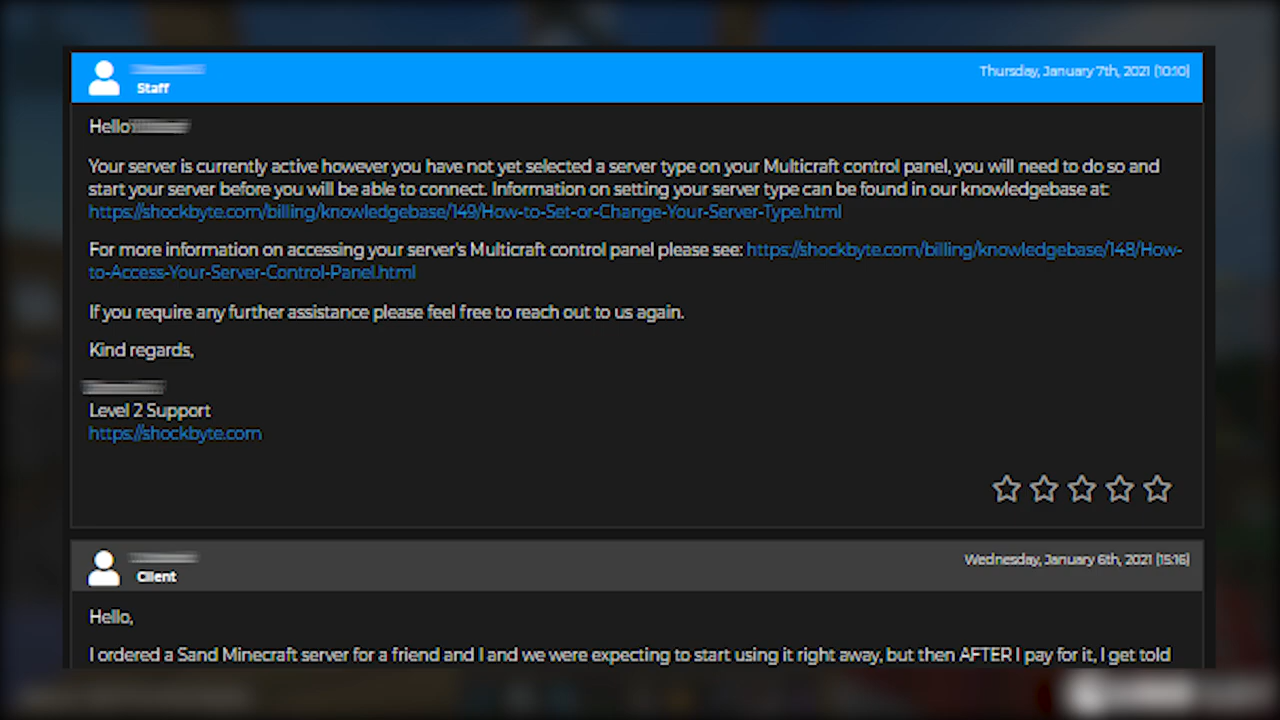 Thursday, January 7th, 2021 (10:10)
Staff
Hello
Your server is currently active however you have not yet selected a server type on your Multicraft control panel, you will need to do so and
start your server before you will be able to connect. Information on setting your server type can be found in our knowledgebase at:
https://shockbyte.com/billing/knowledgebase/149/How-to-Set-or-Change-Your-Server-Type.html
For more information on accessing your server's Multicraft control panel please see: https://shockbyte.com/billing/knowledgebase/148/How-
to-Access-Your-Server-Control-Panel.html
If you require any further assistance please feel free to reach out to us again.
Kind regards,
Level 2 Support
https://shockbyte.com
Wednesday, January 6th, 2021 (15:16)
Client
Hello,
I ordered a Sand Minecraft server for a friend and I and we were expecting to start using it right away, but then AFTER I pay for it, I get told